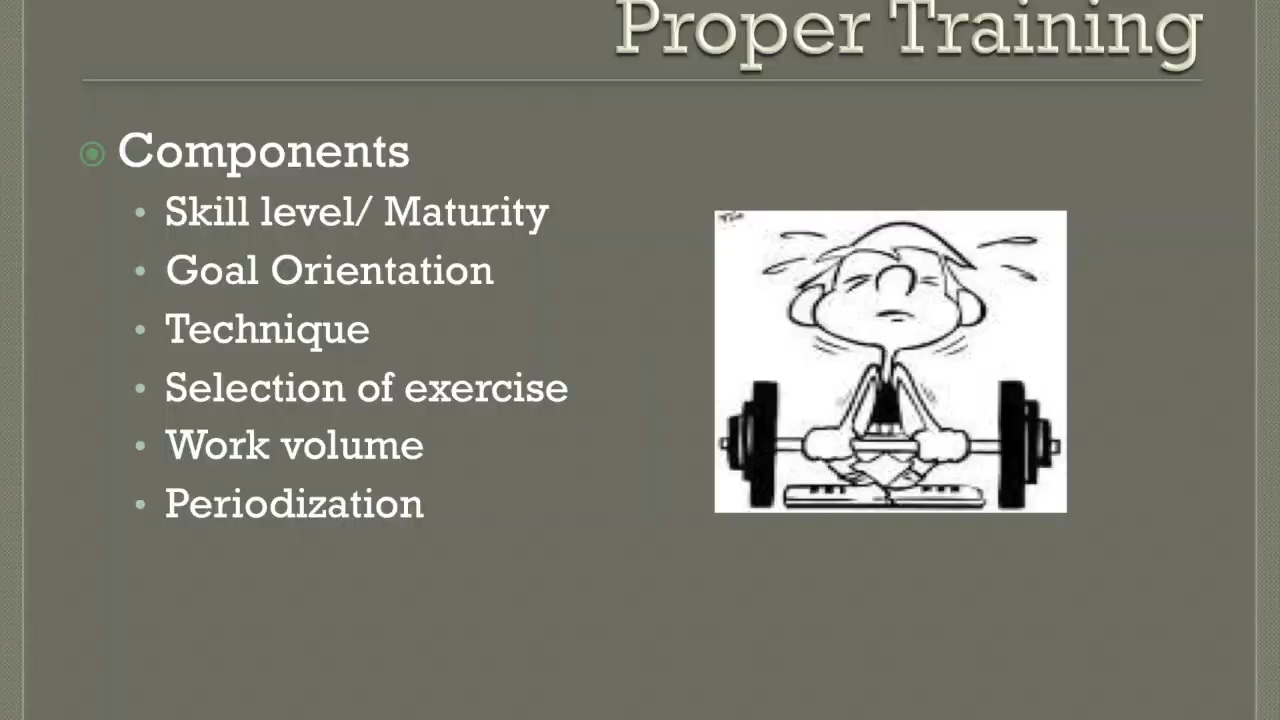 Proper Training
Components
Skill level/ Maturity
Goal Orientation
Technique
Selection of exercise
Work volume
Periodization